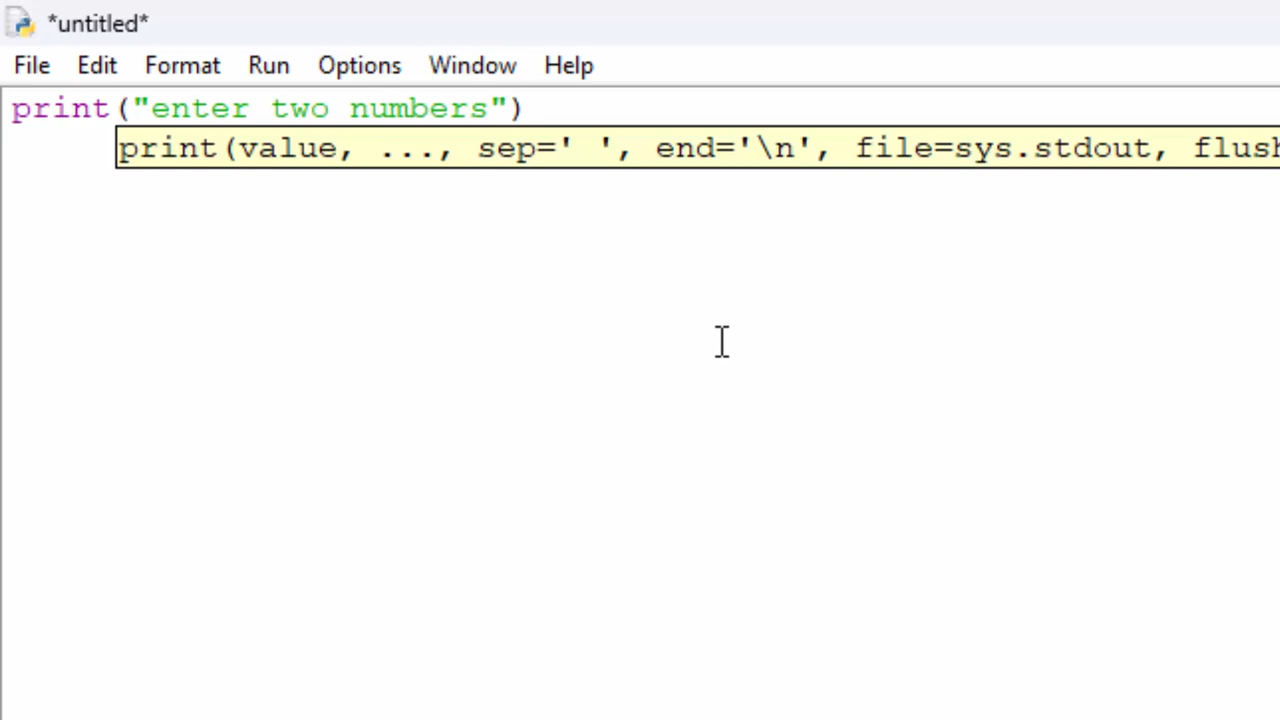 *untitled*
File Edit Format Run Options Window Help
print("enter two numbers")
print(value, ..., sep=' ', end='\n', file=sys.stdout, flush